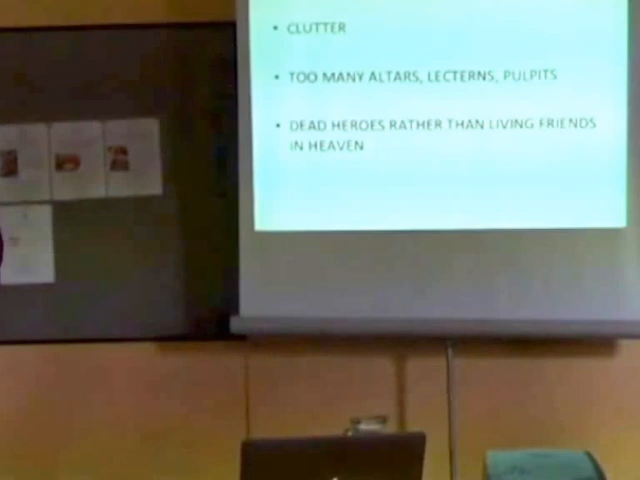 • CLUTTER
• TOO MANY ALTARS, LECTERNS, PULPITS
• DEAD HEROES RATHER THAN LIVING FRIENDS
IN HEAVEN